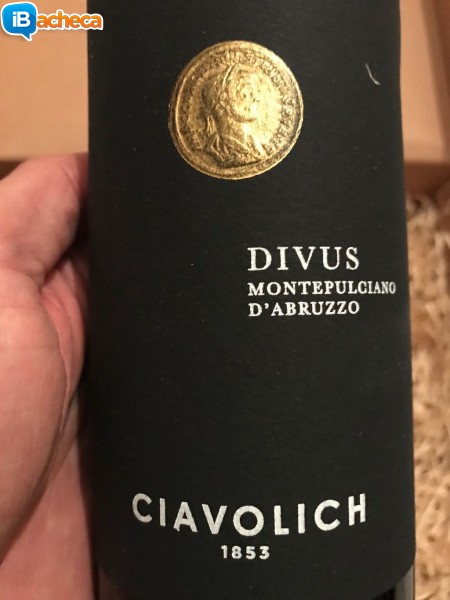 iBacheca
DIVUS
MONTEPULCIANO
D'ABRUZZO
CIAVOLICH
1853